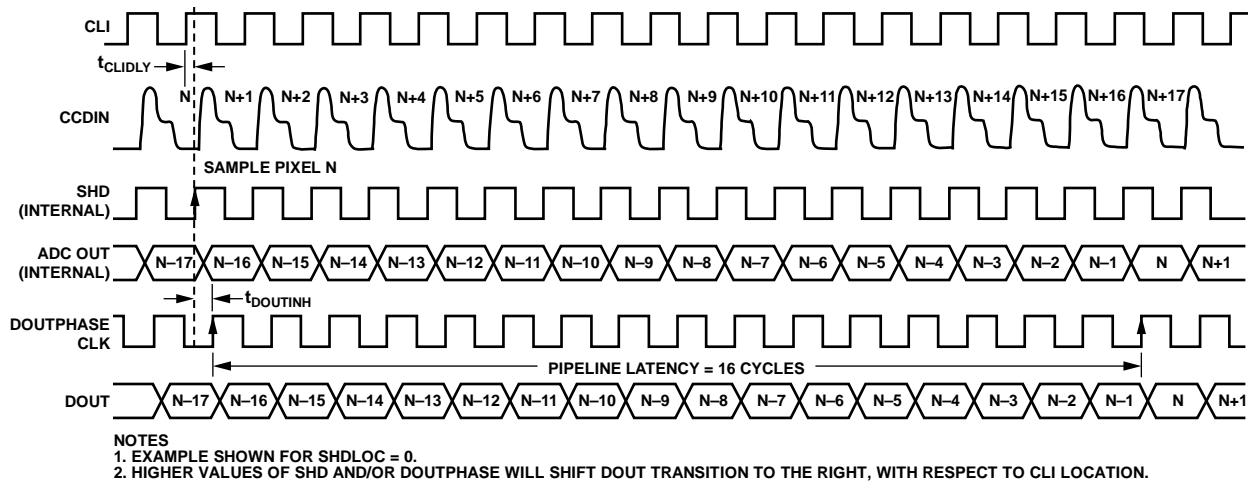 CLI
tCLIDLY
N N+1 N+2 N+3 N+4 N+5 N+6 N+7 N+8 N+9 N+10 N+11 N+12 N+13 N+14 N+15 N+16 N+17
CCDIN
SAMPLE PIXEL N
SHD
(INTERNAL)
ADC OUT
(INTERNAL)
N–17 N–16 N–15 N–14 N–13 N–12 N–11 N–10 N–9 N–8 N–7 N–6 N–5 N–4 N–3 N–2 N–1 N N+1
tDOUTINH
DOUTPHASE
CLK
PIPELINE LATENCY = 16 CYCLES
DOUT
N–17 N–16 N–15 N–14 N–13 N–12 N–11 N–10 N–9 N–8 N–7 N–6 N–5 N–4 N–3 N–2 N–1 N N+1
NOTES
1. EXAMPLE SHOWN FOR SHDLOC = 0.
2. HIGHER VALUES OF SHD AND/OR DOUTPHASE WILL SHIFT DOUT TRANSITION TO THE RIGHT, WITH RESPECT TO CLI LOCATION.